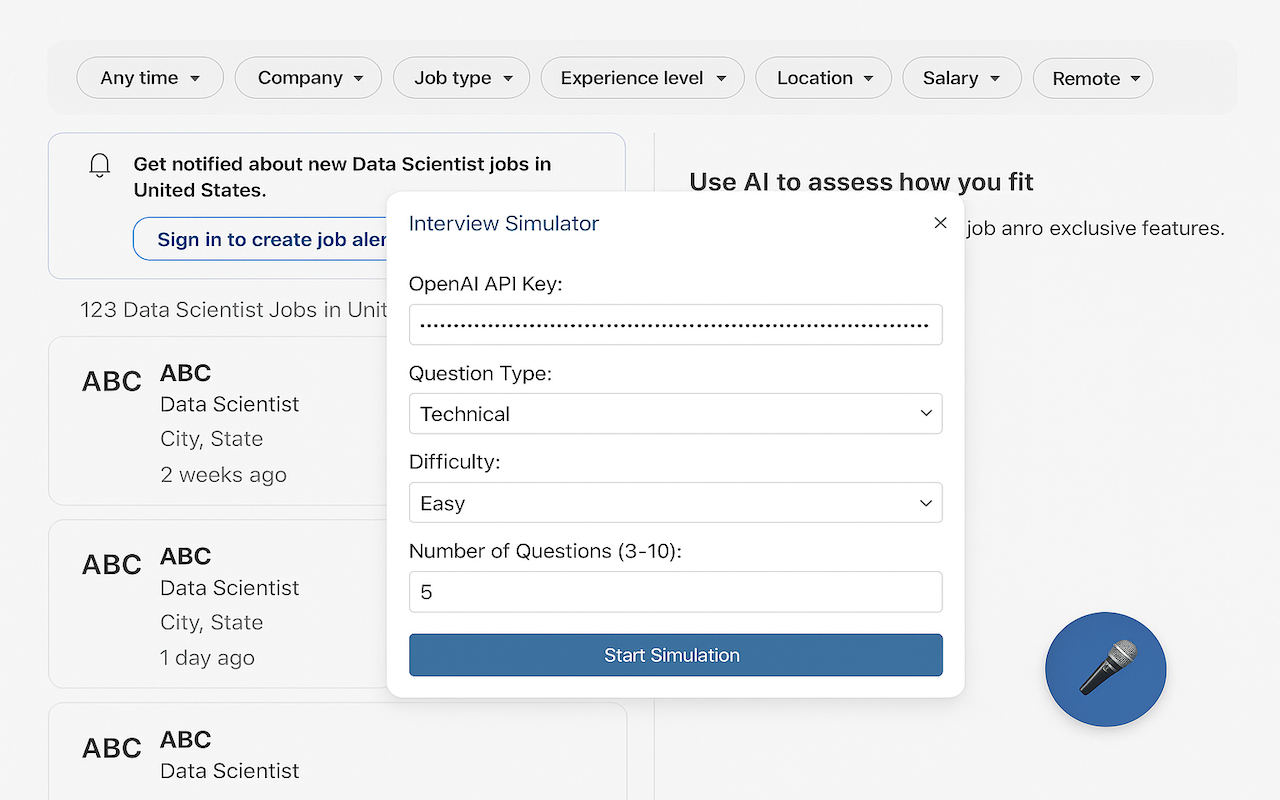 Any time
Company
Job type
Experience level
Location
Salary
Remote
Get notified about new Data Scientist jobs in
United States.
Sign in to create job aler
123 Data Scientist Jobs in Unit
ABC
ABC
Data Scientist
City, State
2 weeks ago
ABC
ABC
Data Scientist
City, State
1 day ago
ABC
ABC
Data Scientist
Use AI to assess how you fit
job anro exclusive features.
Interview Simulator
OpenAI API Key:
Question Type:
Technical
Difficulty:
Easy
Number of Questions (3-10):
5
Start Simulation